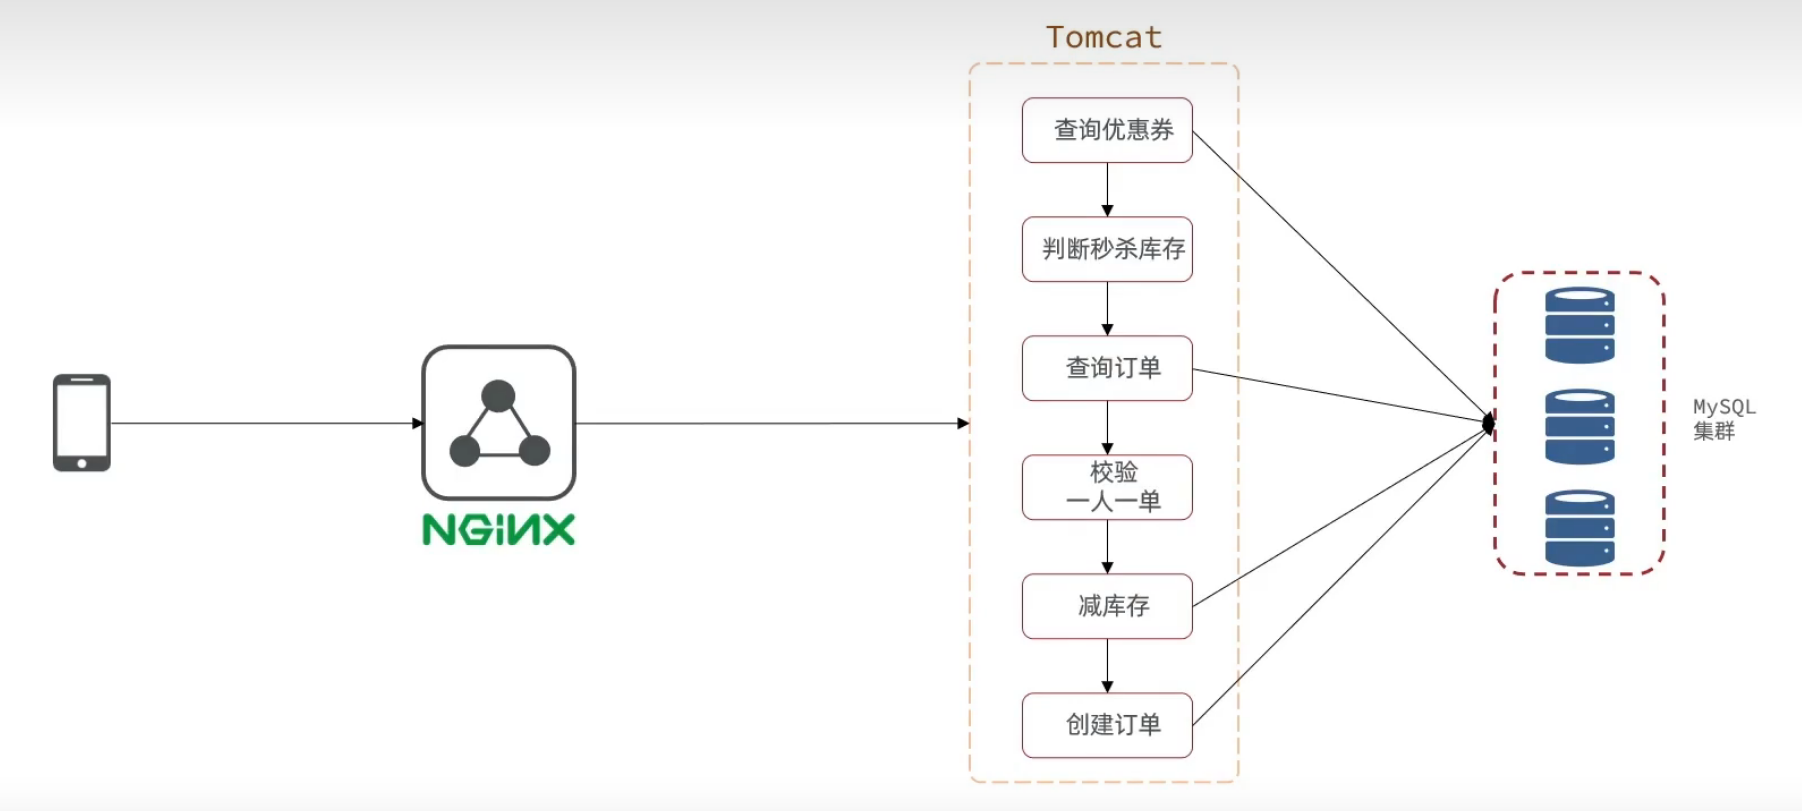 Tomcat
查询优惠券
判断秒杀库存
查询订单
校验
一人一单
减库存
创建订单
NGiNX
MySQL
集群